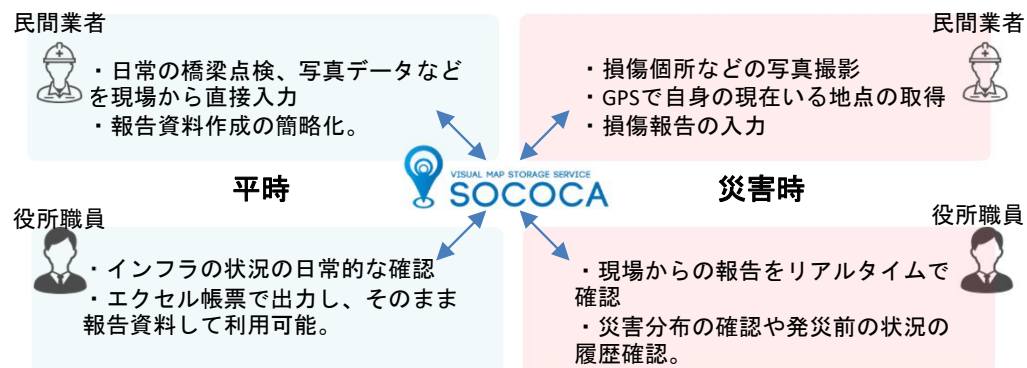 民間業者
・日常の橋梁点検、写真データなど
を現場から直接入力
・報告資料作成の簡略化。
民間業者
・損傷個所などの写真撮影
・GPSで自身の現在いる地点の取得
・損傷報告の入力
平時
VISUAL MAP STORAGE SERVICE
SOCOCA
災害時
役所職員
・インフラの状況の日常的な確認
・エクセル帳票で出力し、そのまま
報告資料して利用可能。
役所職員
・現場からの報告をリアルタイムで
確認
・災害分布の確認や発災前の状況の
履歴確認。